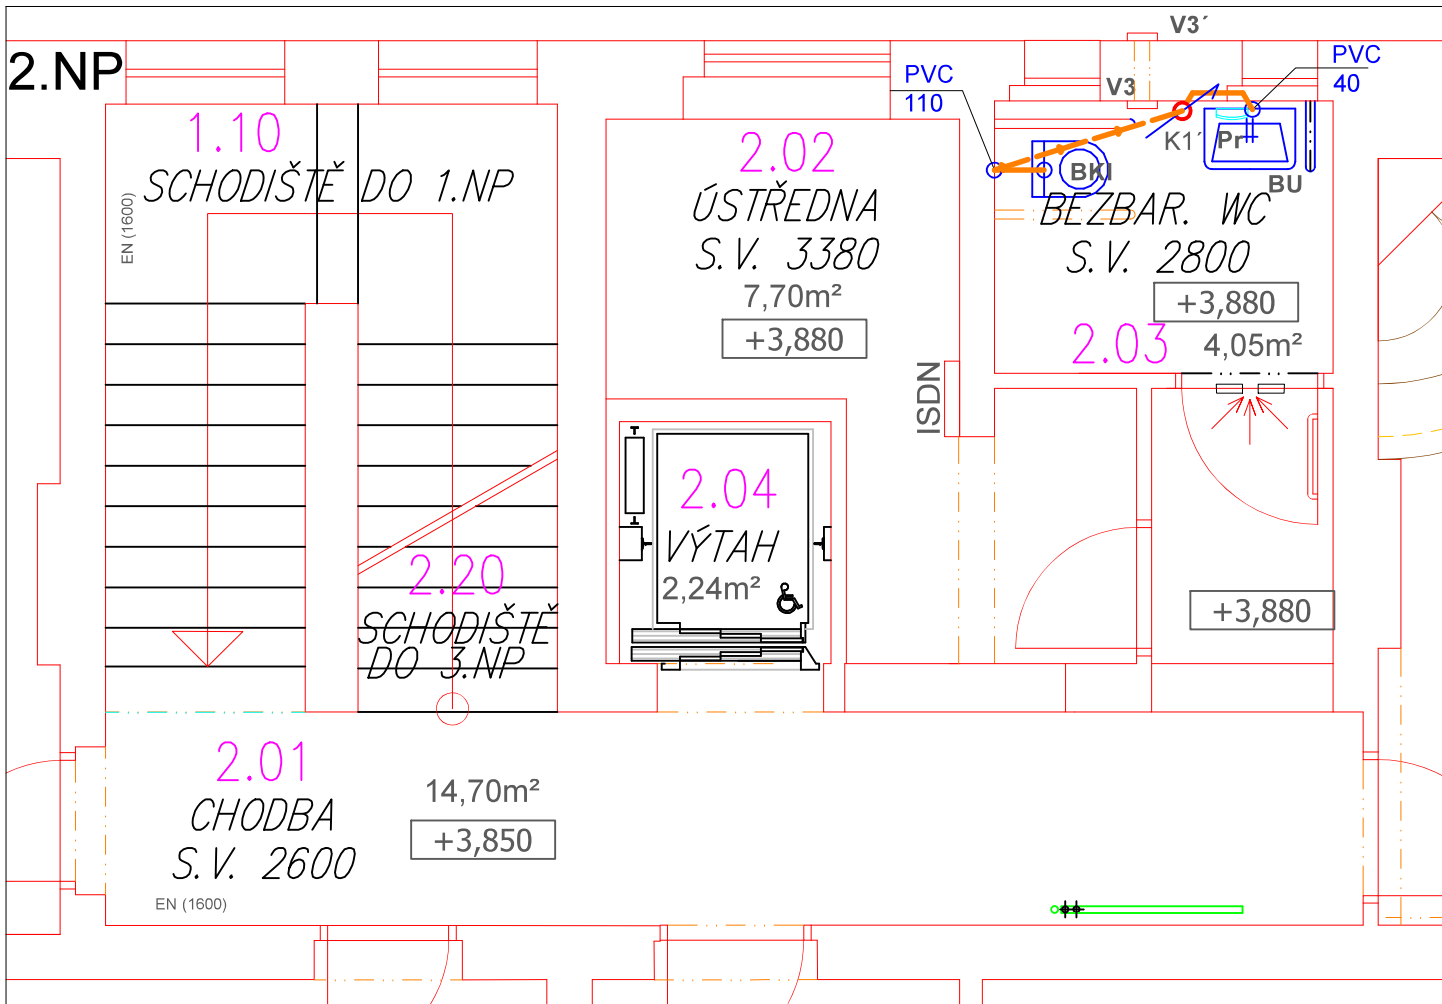 V3´
2.NP
PVC
110
V3
PVC
40
1.10
SCHODIŠTĚ DO 1.NP
EN (1600)
2.02
ÚSTŘEDNA
S.V. 3380
7,70m²
+3,880
K1´
Pr
BKI
BU
BEZBAR. WC
S.V. 2800
+3,880
2.03
4,05m²
ISDN
2.04
VÝTAH
2,24m²
2.20
SCHODIŠTĚ
DO 3.NP
+3,880
2.01
CHODBA
S.V. 2600
14,70m²
+3,850
EN (1600)